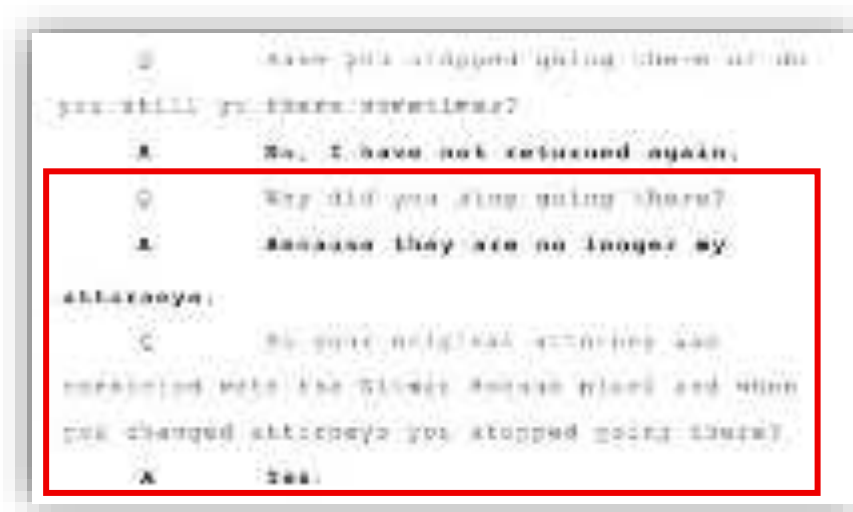 Q Have you stopped going there or do
you still go there sometimes?
A No, I have not returned again.
Q Why did you stop going there?
A Because they are no longer my
attorneys.
Q So your original attorney was
connected with the Avenue place and when
you changed attorneys you stopped going there?
A Yes.